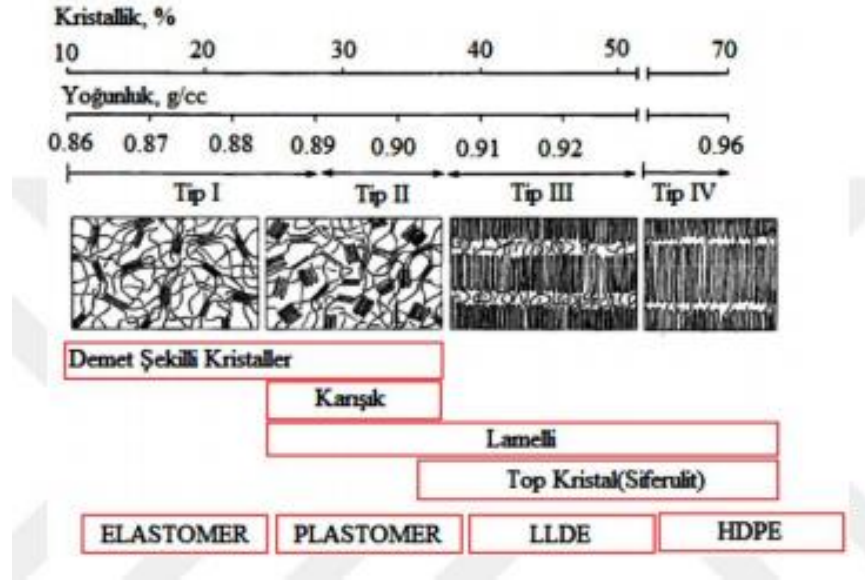 Kristallik, %
10 20 30 40 50 70
Yoğunluk, g/cc
0.86 0.87 0.88 0.89 0.90 0.91 0.92 0.96
Tip I Tip II Tip III Tip IV
Demet Şekilli Kristaller
Karışık
Lamelli
Top Kristal(Siferulit)
ELASTOMER PLASTOMER LLDE HDPE